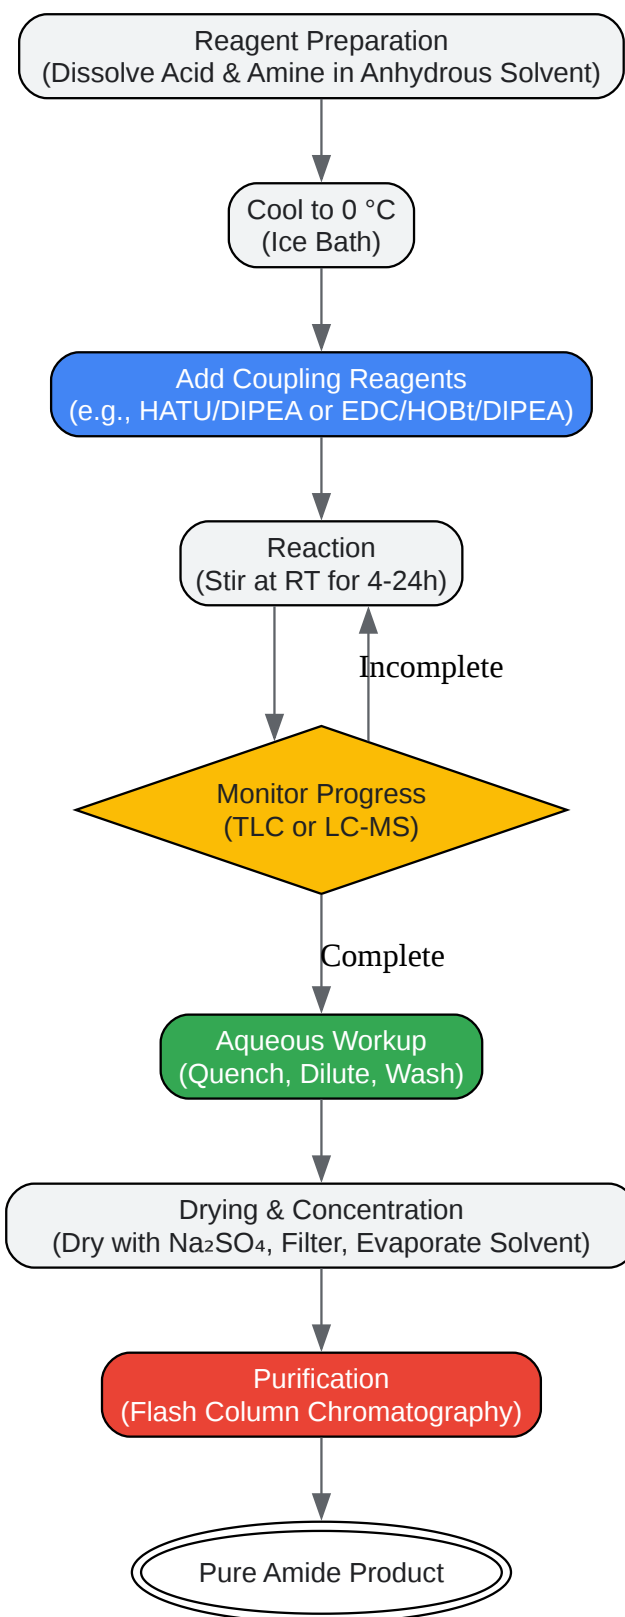 Reagent Preparation
(Dissolve Acid & Amine in Anhydrous Solvent)
Cool to 0 °C
(Ice Bath)
Add Coupling Reagents
(e.g., HATU/DIPEA or EDC/HOBt/DIPEA)
Reaction
(Stir at RT for 4-24h)
Incomplete
Monitor Progress
(TLC or LC-MS)
Complete
Aqueous Workup
(Quench, Dilute, Wash)
Drying & Concentration
(Dry with Na₂SO₄, Filter, Evaporate Solvent)
Purification
(Flash Column Chromatography)
Pure Amide Product